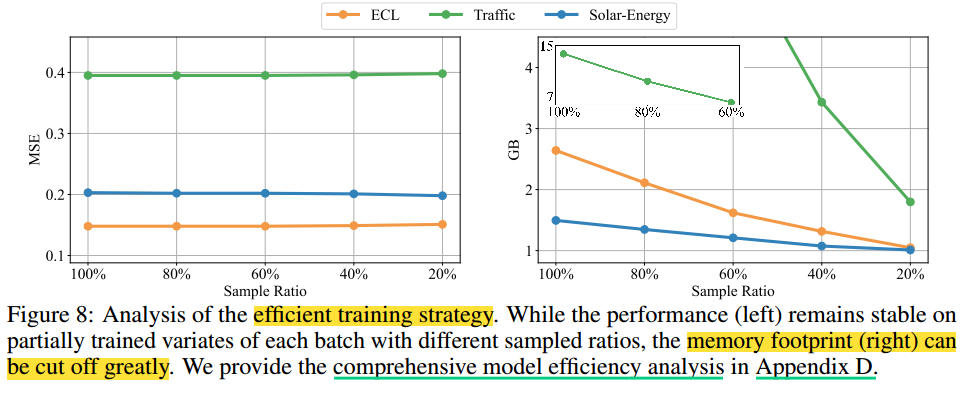 ECL Traffic Solar-Energy
0.4
0.3
0.2
0.1
MSE
100% 80% 60% 40% 20%
Sample Ratio
4
3
2
1
GB
15
7
100% 80% 60%
100% 80% 60% 40% 20%
Sample Ratio
Figure 8: Analysis of the efficient training strategy. While the performance (left) remains stable on
partially trained variates of each batch with different sampled ratios, the memory footprint (right) can
be cut off greatly. We provide the comprehensive model efficiency analysis in Appendix D.